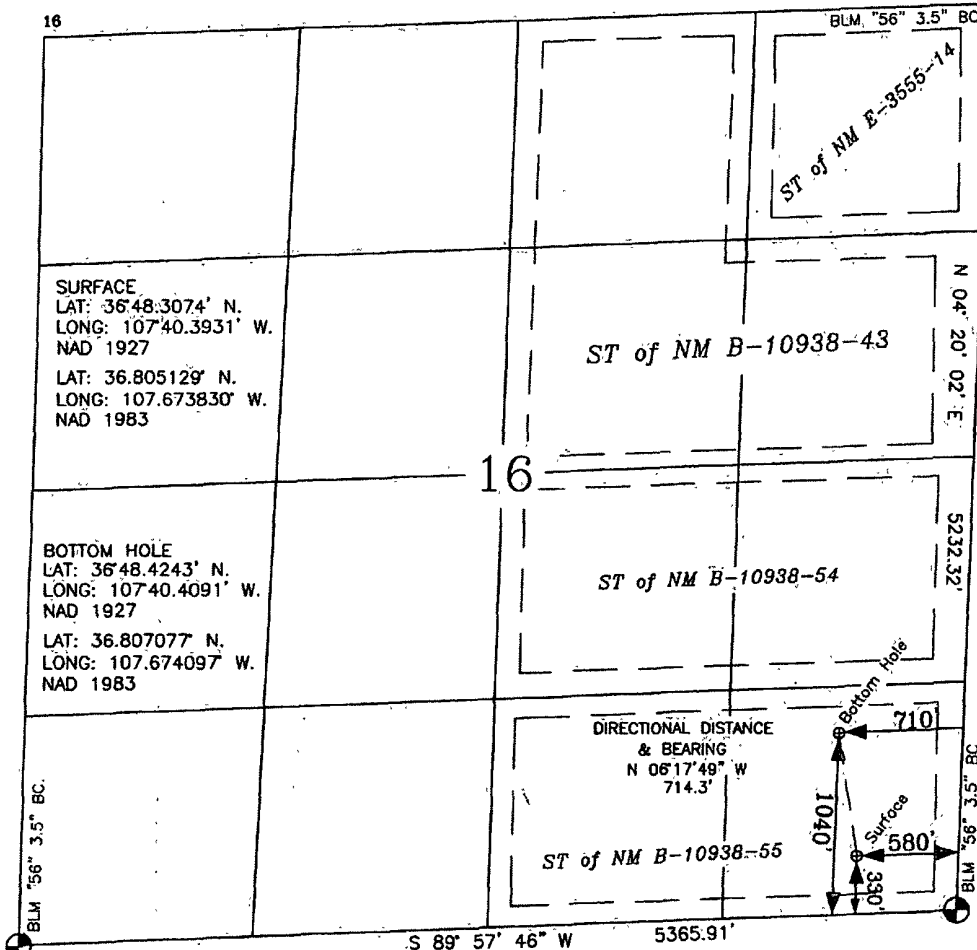 16
BLM "56" 3.5" BC
ST of NM E-3555-14
SURFACE
LAT: 36°48.3074' N.
LONG: 107°40.3931' W.
NAD 1927
LAT: 36.805129° N.
LONG: 107.673830° W.
NAD 1983
ST of NM B-10938-43
N 04° 20' 02" E
16
BOTTOM HOLE
LAT: 36°48.4243' N.
LONG: 107°40.4091' W.
NAD 1927
LAT: 36.807077° N.
LONG: 107.674097° W.
NAD 1983
ST of NM B-10938-54
5232.32'
Bottom Hole
DIRECTIONAL DISTANCE
& BEARING
N 06°17'49" W
714.3'
710'
1040'
Surface
580'
330'
ST of NM B-10938-55
BLM "56" 3.5" BC.
BLM "56" 3.5" BC
S 89° 57' 46" W
5365.91'